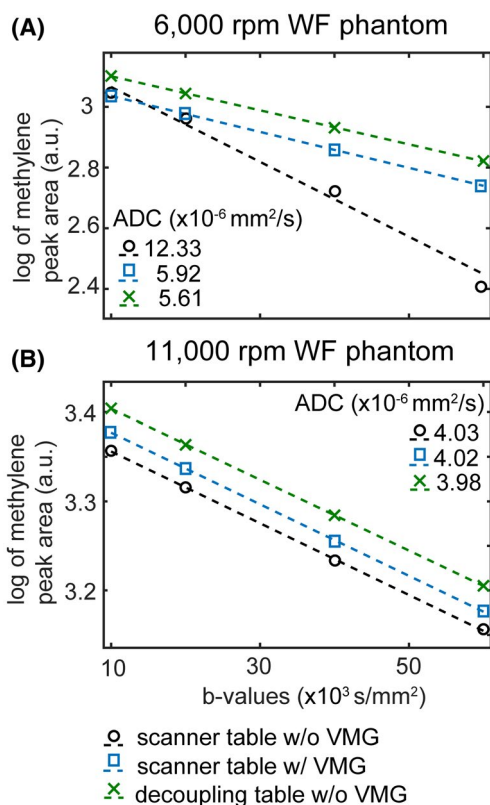 (A) 6,000 rpm WF phantom
log of methylene
peak area (a.u.)
3
2.8
2.6
2.4
ADC (x10⁻⁶ mm²/s)
12.33
5.92
5.61
(B) 11,000 rpm WF phantom
log of methylene
peak area (a.u.)
3.4
3.3
3.2
ADC (x10⁻⁶ mm²/s)
4.03
4.02
3.98
10 30 50
b-values (x10³ s/mm²)
scanner table w/o VMG
scanner table w/ VMG
decoupling table w/o VMG